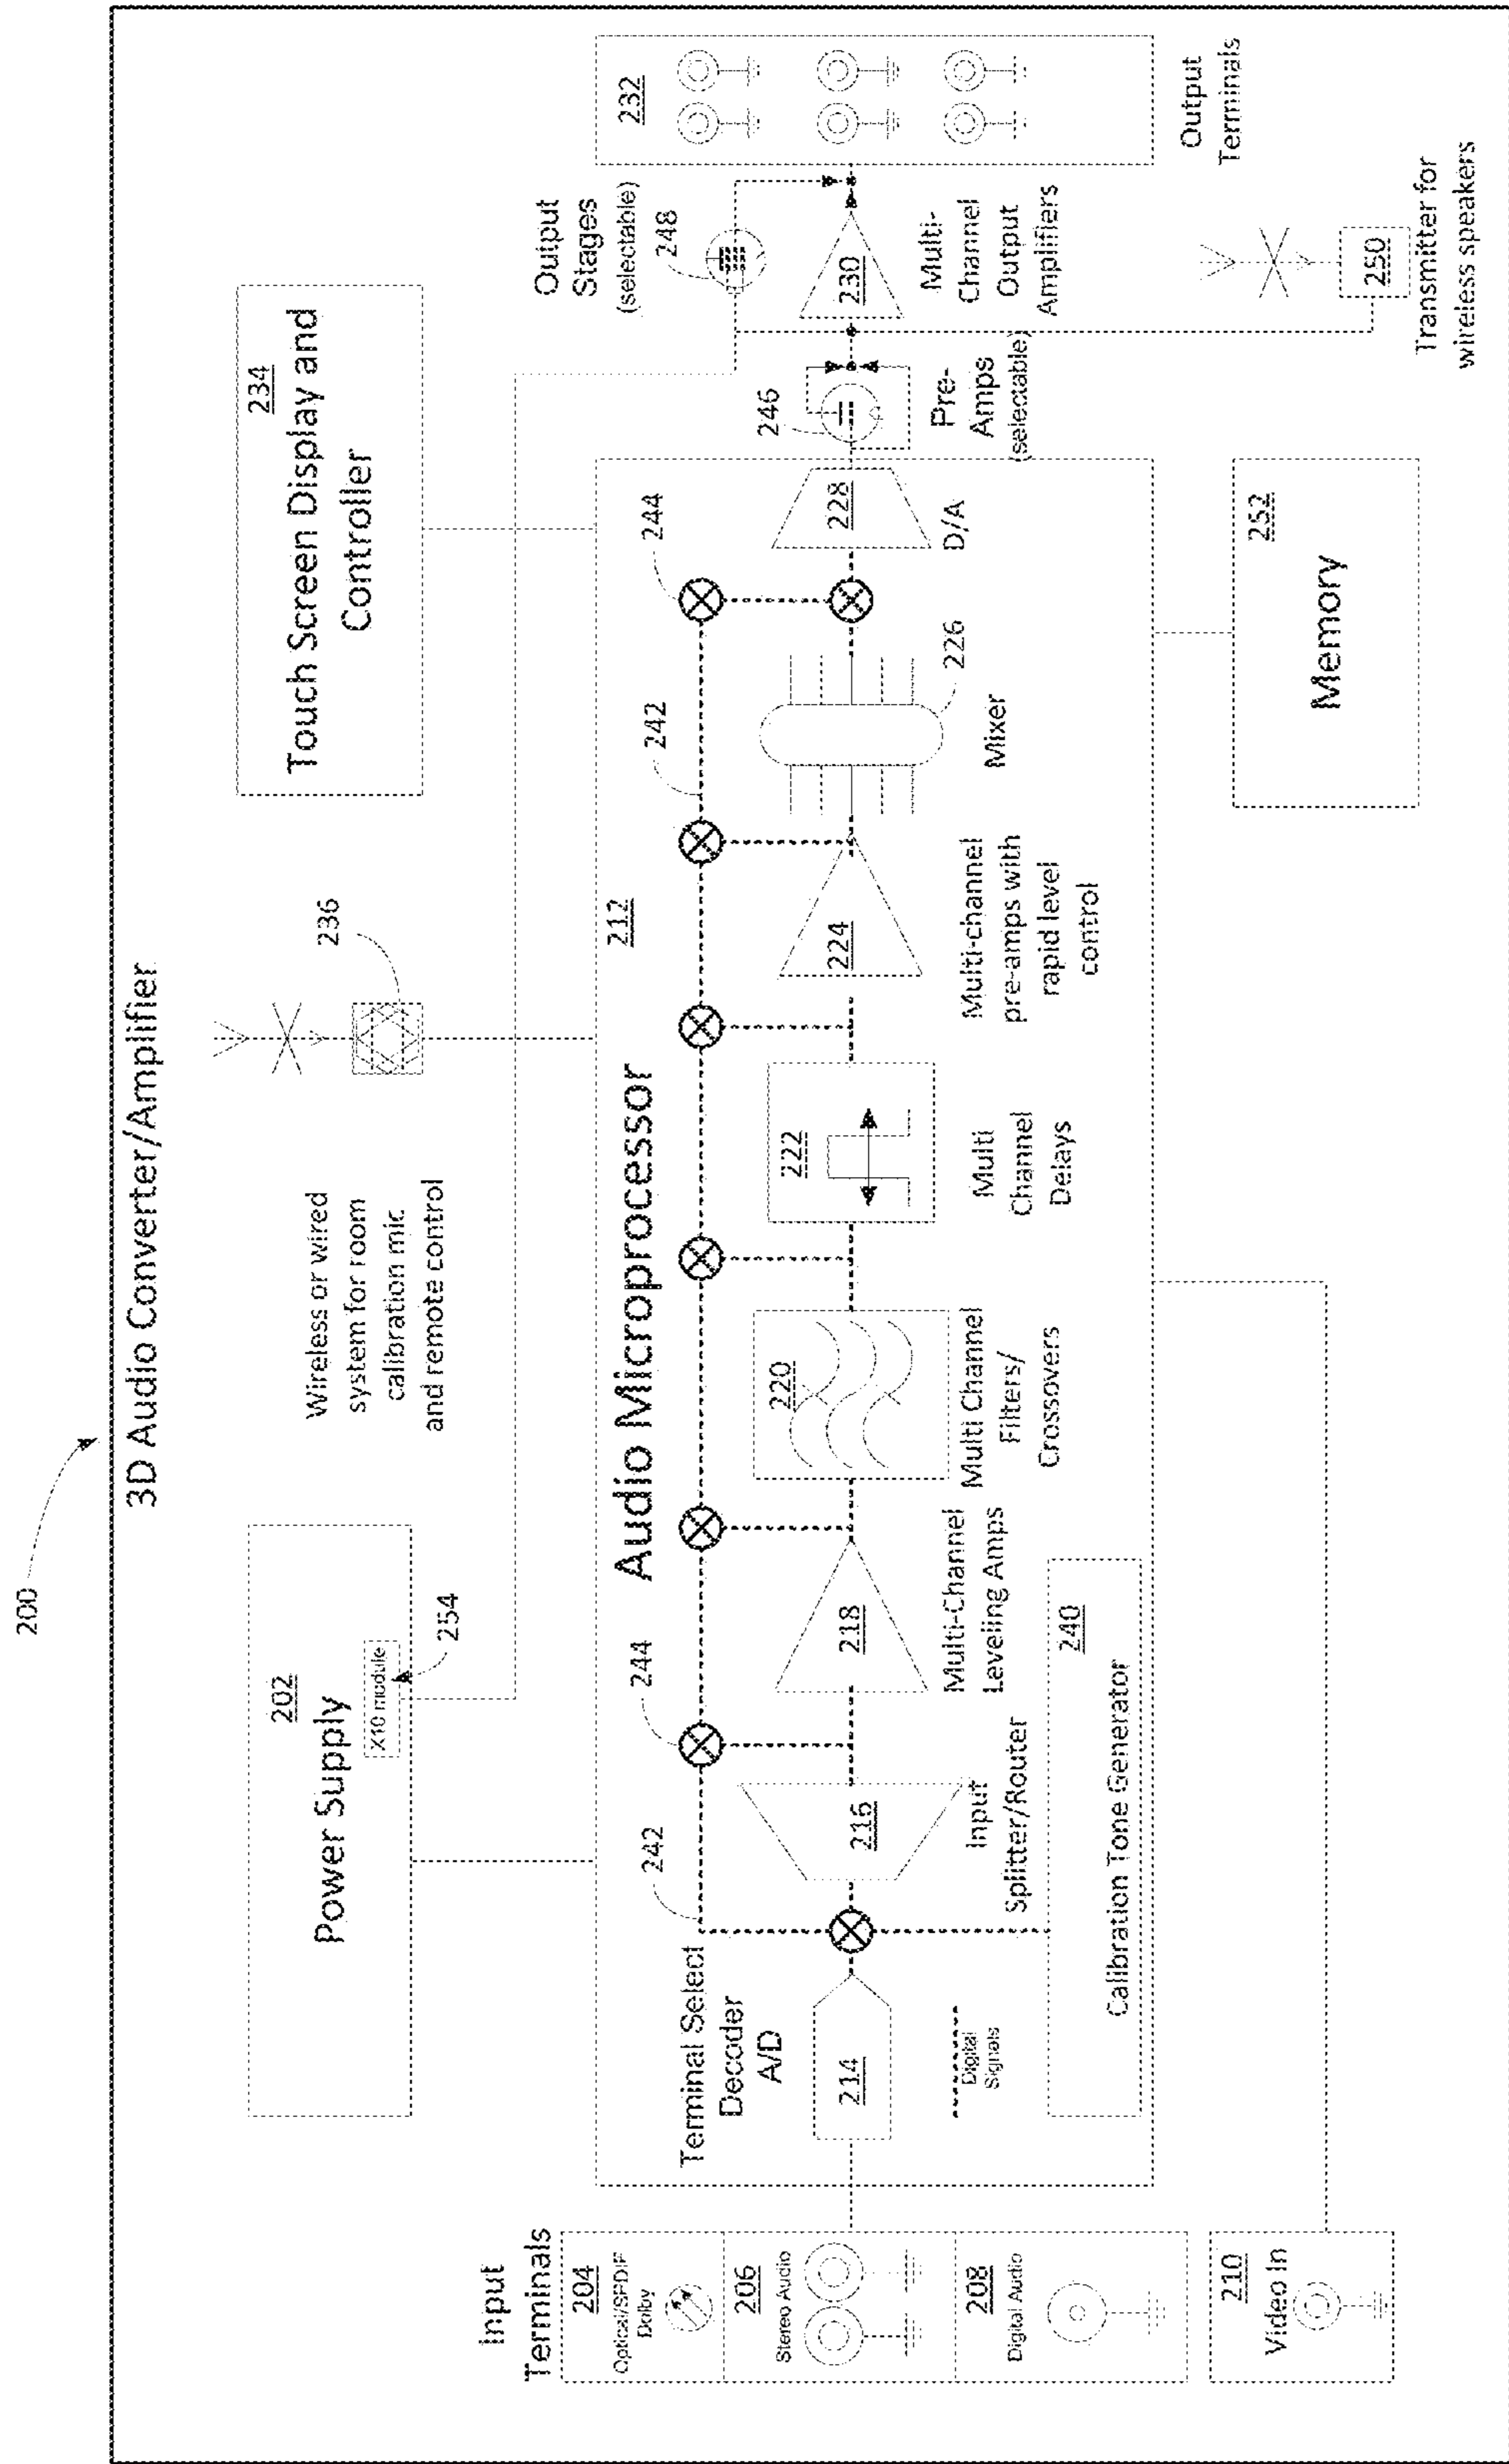 200
3D Audio Converter/Amplifier
202
Power Supply
X10 module
254
Wireless or wired
system for room
calibration mic
and remote control
236
234
Touch Screen Display and
Controller
Input
Terminals
204
Optical/SPDIF
Dolby
206
Stereo Audio
208
Digital Audio
210
Video In
Audio Microprocessor
212
242
244
242
244
Terminal Select
Decoder
A/D
214
Digital
Signals
216
Input
Splitter/Router
218
Multi-Channel
Leveling Amps
220
Multi Channel
Filters/
Crossovers
222
Multi
Channel
Delays
224
Multi-channel
pre-amps with
rapid level
control
226
Mixer
228
D/A
240
Calibration Tone Generator
246
Pre-
Amps
(selectable)
Output
Stages
(selectable)
248
230
Multi-
Channel
Output
Amplifiers
232
Output
Terminals
250
Transmitter for
wireless speakers
252
Memory